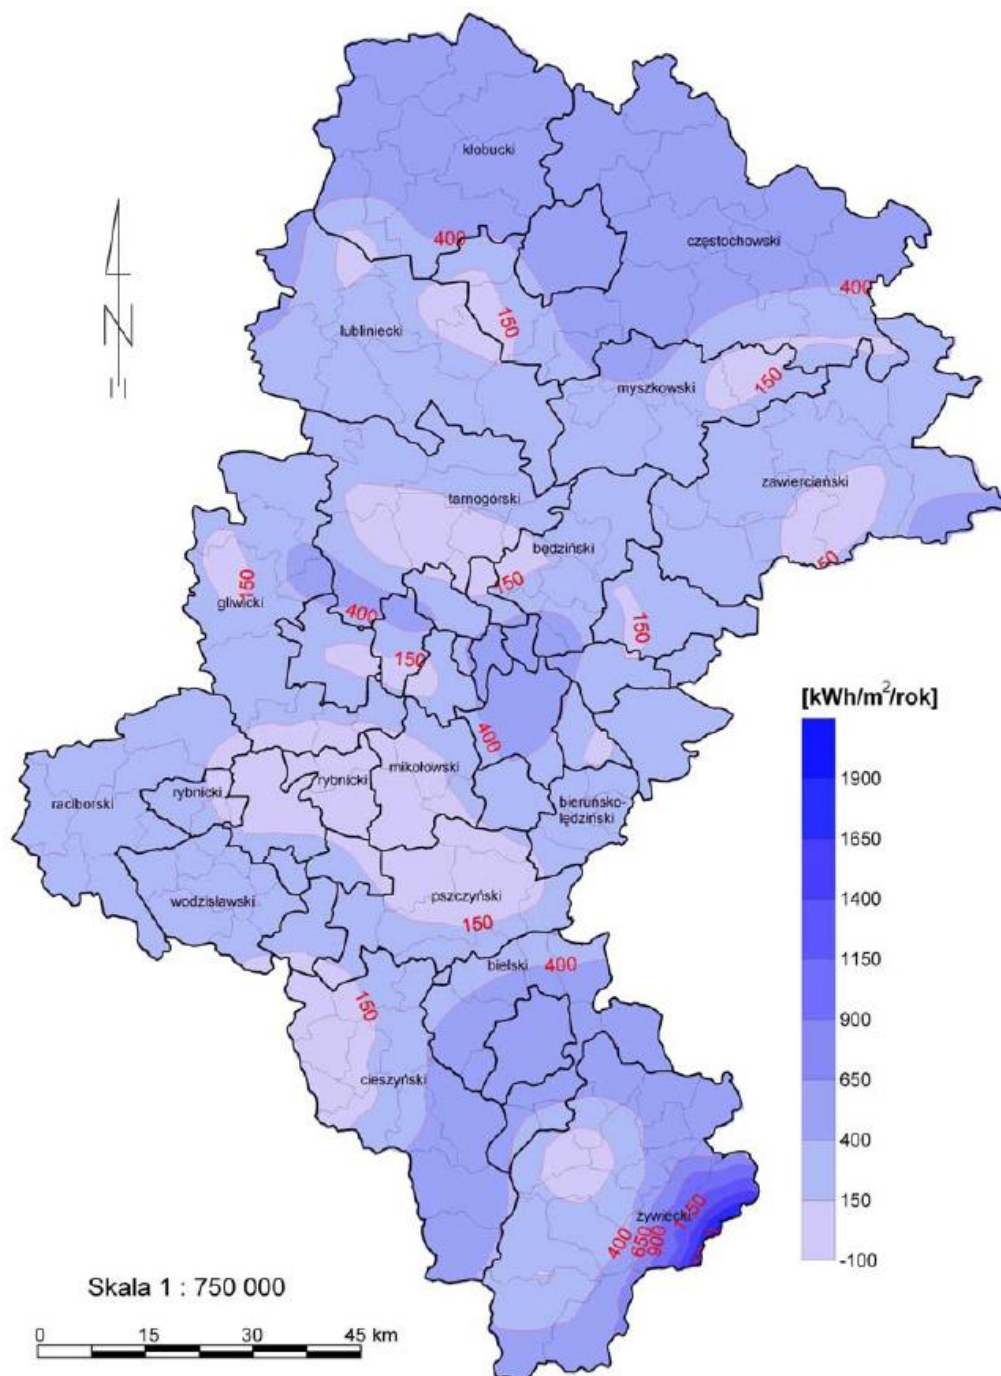 kłobucki
częstochowski
400
400
lubliniecki
150
myszkowski
150
zawierciański
tarnogórski
będziński
150
150
150
gliwicki
400
150
150
[kWh/m²/rok]
400
1900
mikołowski
rybnicki
rybnicki
raciborski
bieruńsko-
lędziński
1650
1400
pszczyński
wodzisławski
150
1150
bielski
400
150
900
cieszyński
650
400
150
żywiecki
1150
400
650
900
-100
Skala 1 : 750 000
0 15 30 45 km